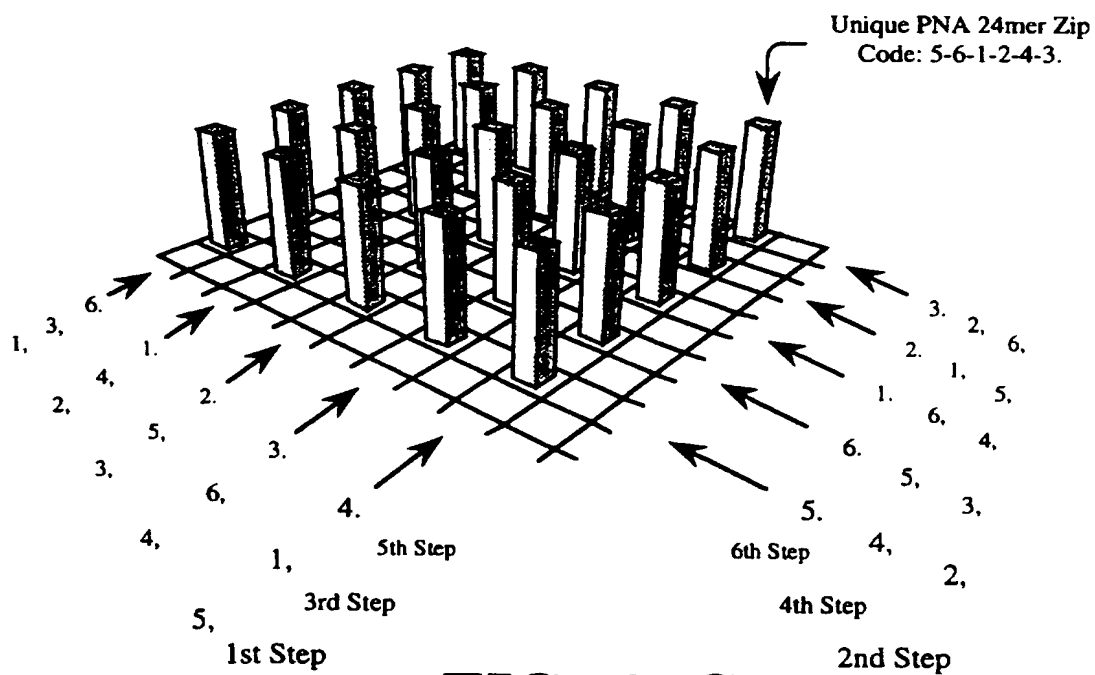 Unique PNA 24mer Zip
Code: 5-6-1-2-4-3.
1, 3, 6.
2, 4, 1.
3, 5, 2.
4, 6, 3.
5, 1, 4.
3. 2, 6,
2. 1, 5,
1. 6, 4,
6. 5, 3,
5. 4, 2,
5th Step
6th Step
3rd Step
4th Step
1st Step
2nd Step